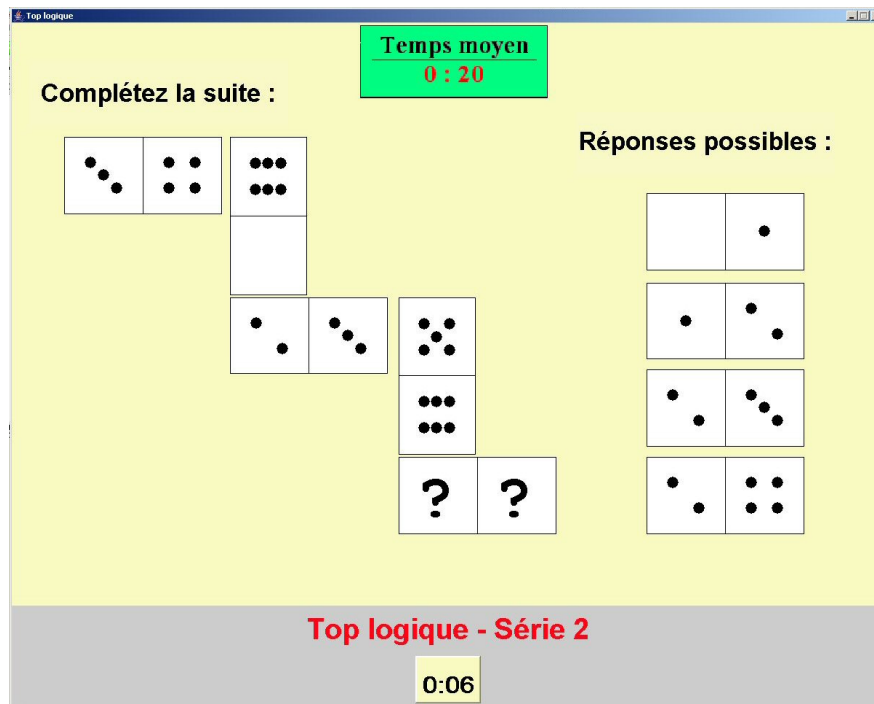 Top logique
Temps moyen
0 : 20
Complétez la suite :
Réponses possibles :
? ?
Top logique - Série 2
0:06